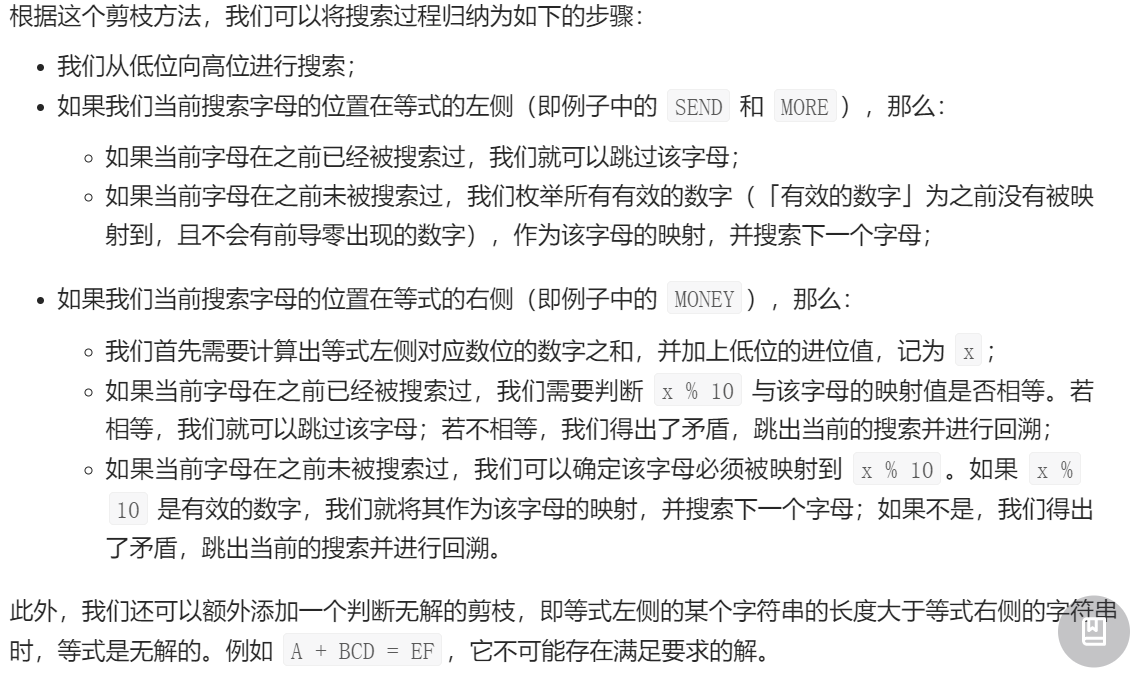 根据这个剪枝方法，我们可以将搜索过程归纳为如下的步骤：
• 我们从低位向高位进行搜索；
• 如果我们当前搜索字母的位置在等式的左侧（即例子中的 SEND 和 MORE），那么：
◦ 如果当前字母在之前已经被搜索过，我们就可以跳过该字母；
◦ 如果当前字母在之前未被搜索过，我们枚举所有有效的数字（「有效的数字」为之前没有被映
射到，且不会有前导零出现的数字），作为该字母的映射，并搜索下一个字母；
• 如果我们当前搜索字母的位置在等式的右侧（即例子中的 MONEY），那么：
◦ 我们首先需要计算出等式左侧对应数位的数字之和，并加上低位的进位值，记为 x；
◦ 如果当前字母在之前已经被搜索过，我们需要判断 x % 10 与该字母的映射值是否相等。若
相等，我们就可以跳过该字母；若不相等，我们得出了矛盾，跳出当前的搜索并进行回溯；
◦ 如果当前字母在之前未被搜索过，我们可以确定该字母必须被映射到 x % 10。如果 x %
10 是有效的数字，我们就将其作为该字母的映射，并搜索下一个字母；如果不是，我们得出
了矛盾，跳出当前的搜索并进行回溯。
此外，我们还可以额外添加一个判断无解的剪枝，即等式左侧的某个字符串的长度大于等式右侧的字符串
时，等式是无解的。例如 A + BCD = EF，它不可能存在满足要求的解。